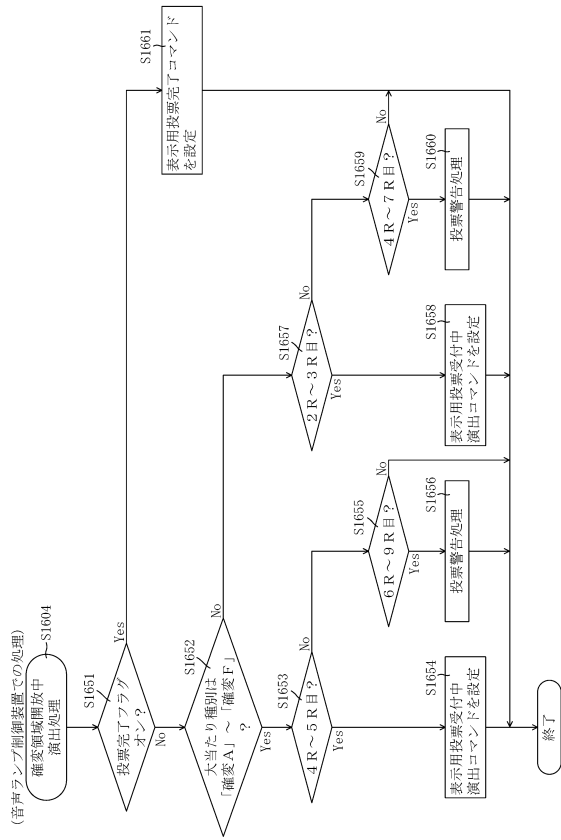 (音声ランプ制御装置での処理)
S1604
確変領域開放中
演出処理
S1651
投票完了フラグ
オン？
Yes
No
S1661
表示用投票完了コマンド
を設定
S1652
大当たり種別は
「確変A」～「確変F」
？
No
Yes
S1653
4R～5R目？
No
Yes
S1654
表示用投票受付中
演出コマンドを設定
S1655
6R～9R目？
No
Yes
S1656
投票警告処理
S1657
2R～3R目？
No
Yes
S1658
表示用投票受付中
演出コマンドを設定
S1659
4R～7R目？
No
Yes
S1660
投票警告処理
終了